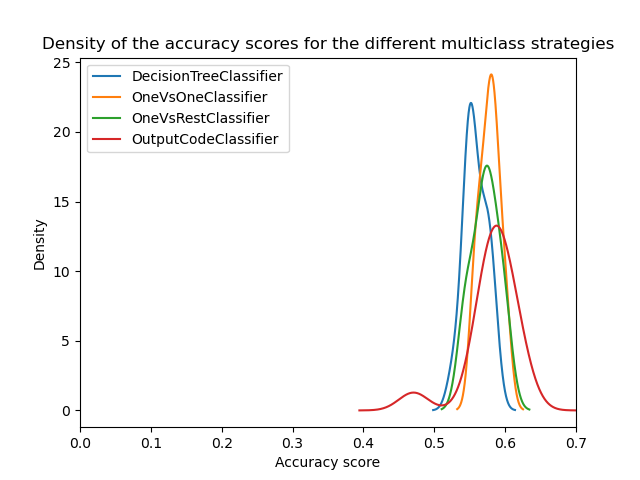 Density of the accuracy scores for the different multiclass strategies
25
20
15
10
5
0
Density
DecisionTreeClassifier
OneVsOneClassifier
OneVsRestClassifier
OutputCodeClassifier
0.0 0.1 0.2 0.3 0.4 0.5 0.6 0.7
Accuracy score